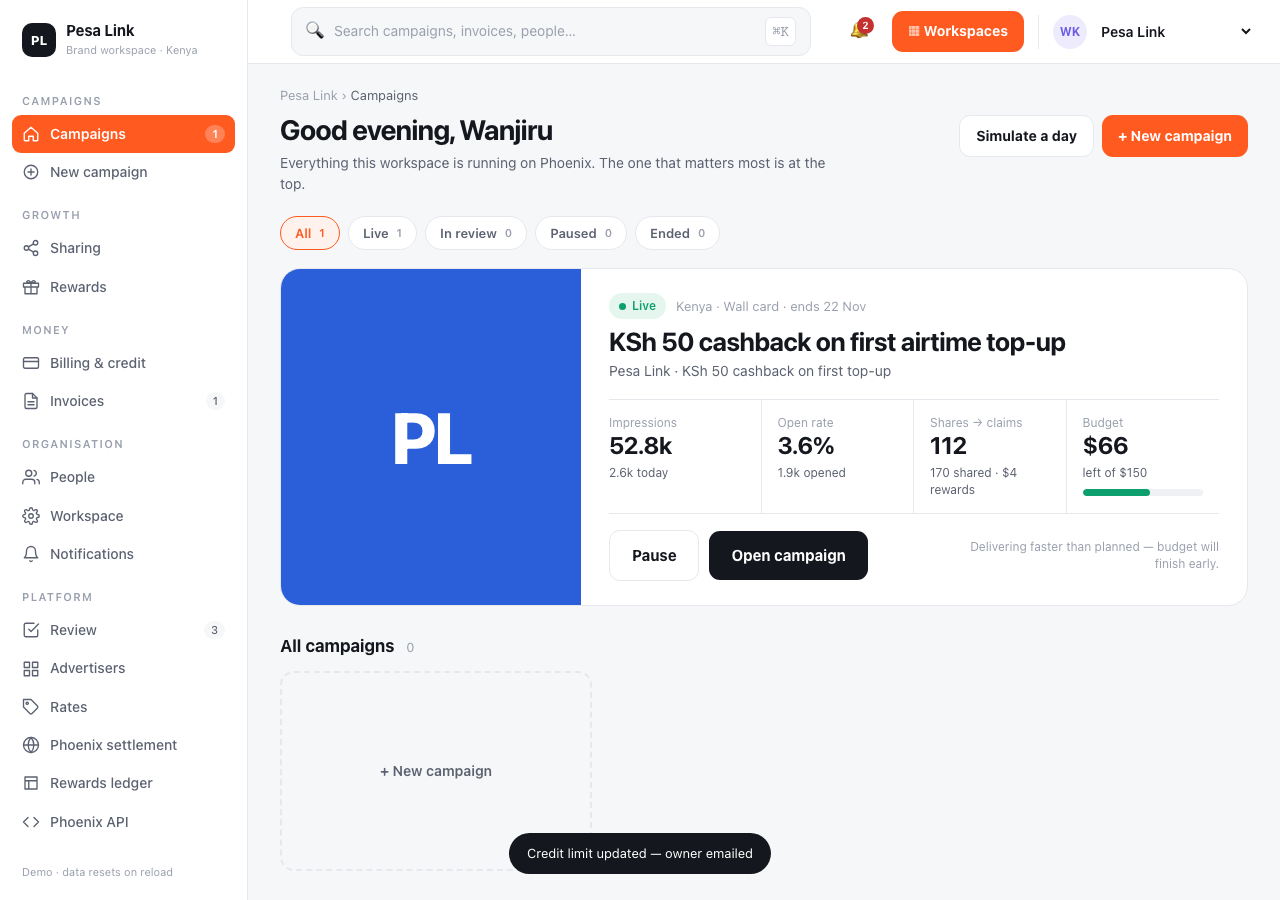 PL
Pesa Link
Brand workspace · Kenya
CAMPAIGNS
Campaigns 1
New campaign
GROWTH
Sharing
Rewards
MONEY
Billing & credit
Invoices 1
ORGANISATION
People
Workspace
Notifications
PLATFORM
Review 3
Advertisers
Rates
Phoenix settlement
Rewards ledger
Phoenix API
Demo · data resets on reload
Search campaigns, invoices, people… ⌘K
2
Workspaces
WK
Pesa Link
Pesa Link › Campaigns
Good evening, Wanjiru
Everything this workspace is running on Phoenix. The one that matters most is at the
top.
Simulate a day
+ New campaign
All 1
Live 1
In review 0
Paused 0
Ended 0
PL
Live
Kenya · Wall card · ends 22 Nov
KSh 50 cashback on first airtime top-up
Pesa Link · KSh 50 cashback on first top-up
Impressions
52.8k
2.6k today
Open rate
3.6%
1.9k opened
Shares → claims
112
170 shared · $4
rewards
Budget
$66
left of $150
Pause
Open campaign
Delivering faster than planned — budget will
finish early.
All campaigns 0
+ New campaign
Credit limit updated — owner emailed